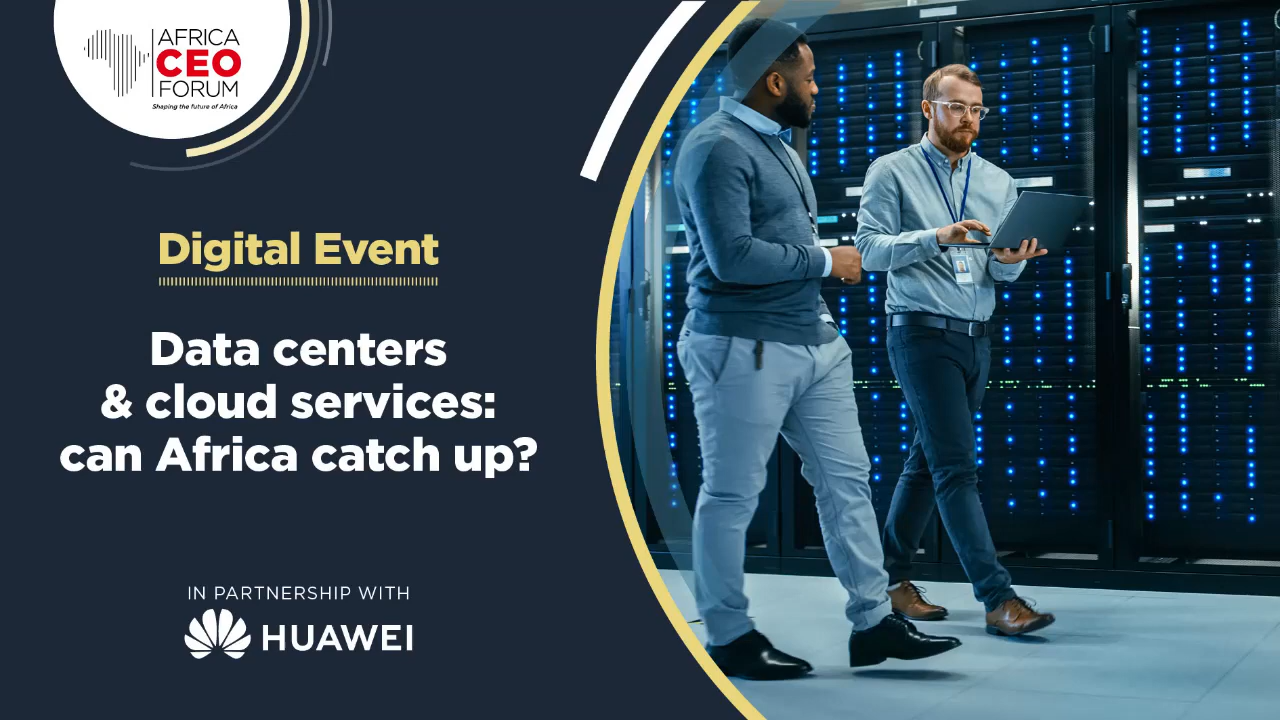 AFRICA
CEO
FORUM
Shaping the future of Africa
Digital Event
Data centers
& cloud services:
can Africa catch up?
IN PARTNERSHIP WITH
HUAWEI